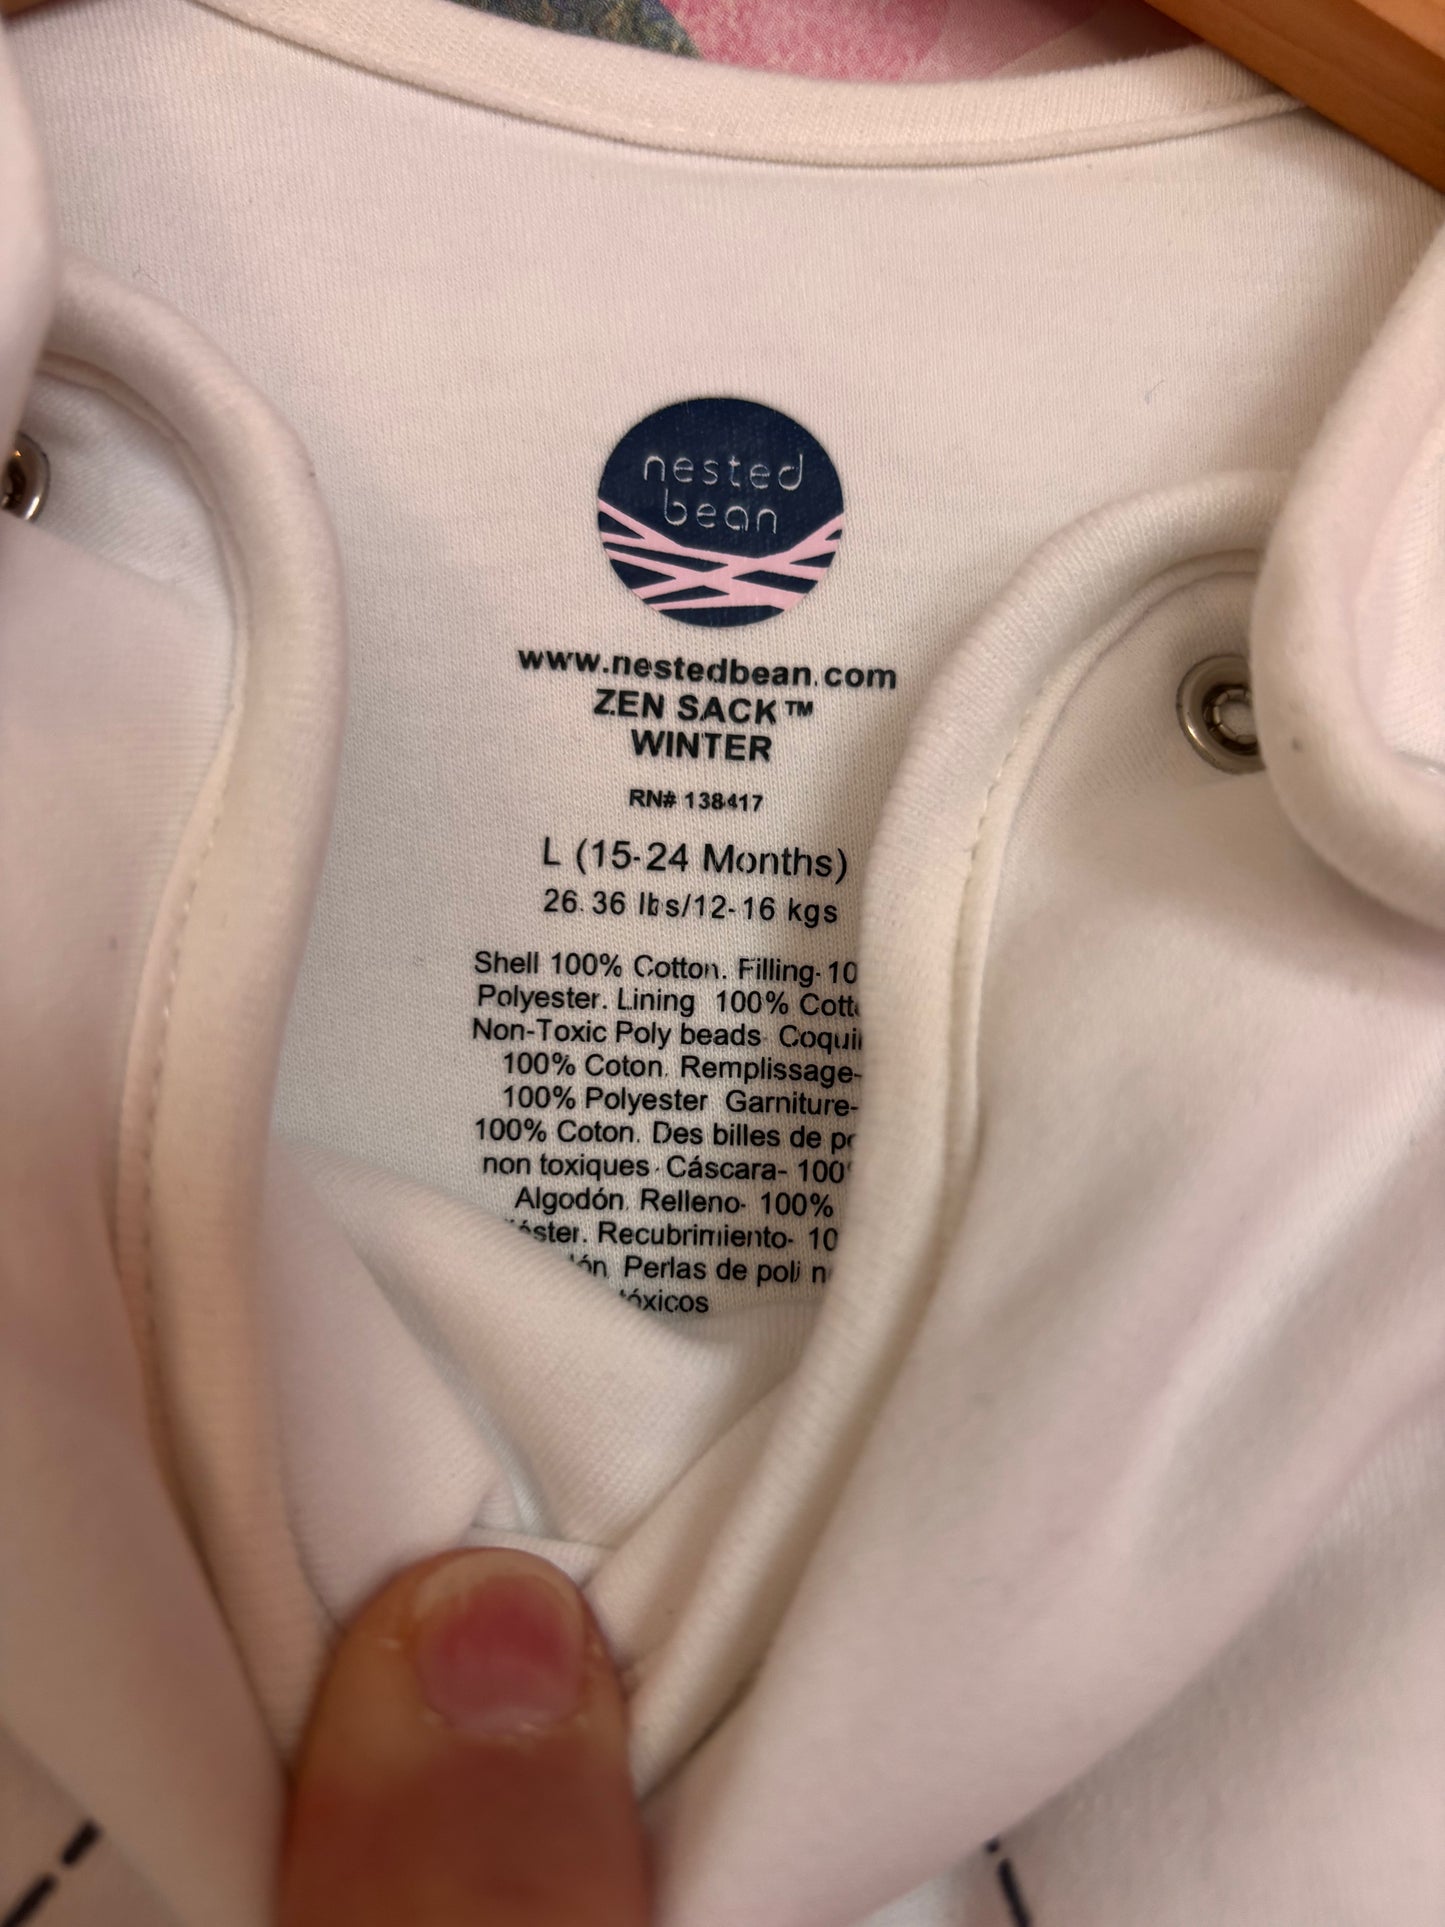 nested
bean
www.nestedbean.com
ZEN SACK™
WINTER
RN# 138417
L (15-24 Months)
26-36 lbs/12-16 kgs
Shell 100% Cotton. Filling- 10
Polyester. Lining 100% Cott
Non-Toxic Poly beads. Coqui
100% Coton. Remplissage-
100% Polyester Garniture-
100% Coton. Des billes de
non toxiques. Cáscara- 100
Algodón. Relleno- 100%
éster. Recubrimiento- 10
ón. Perlas de poli n
tóxicos